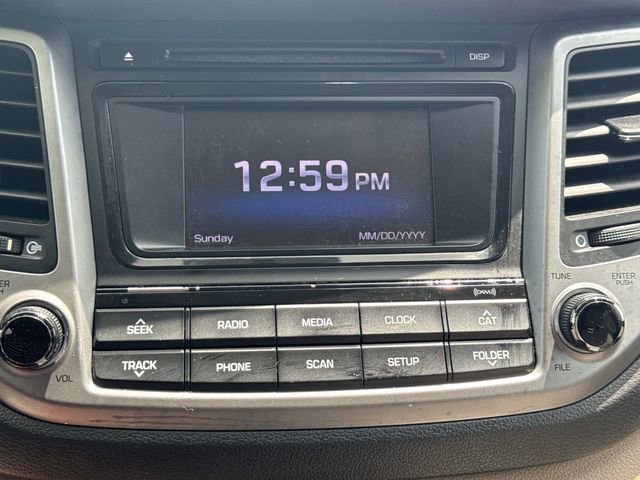 DISP
12:59 PM
Sunday MM/DD/YYYY
((XM))
TUNE ENTER
PUSH
SEEK RADIO MEDIA CLOCK CAT
TRACK PHONE SCAN SETUP FOLDER
VOL FILE